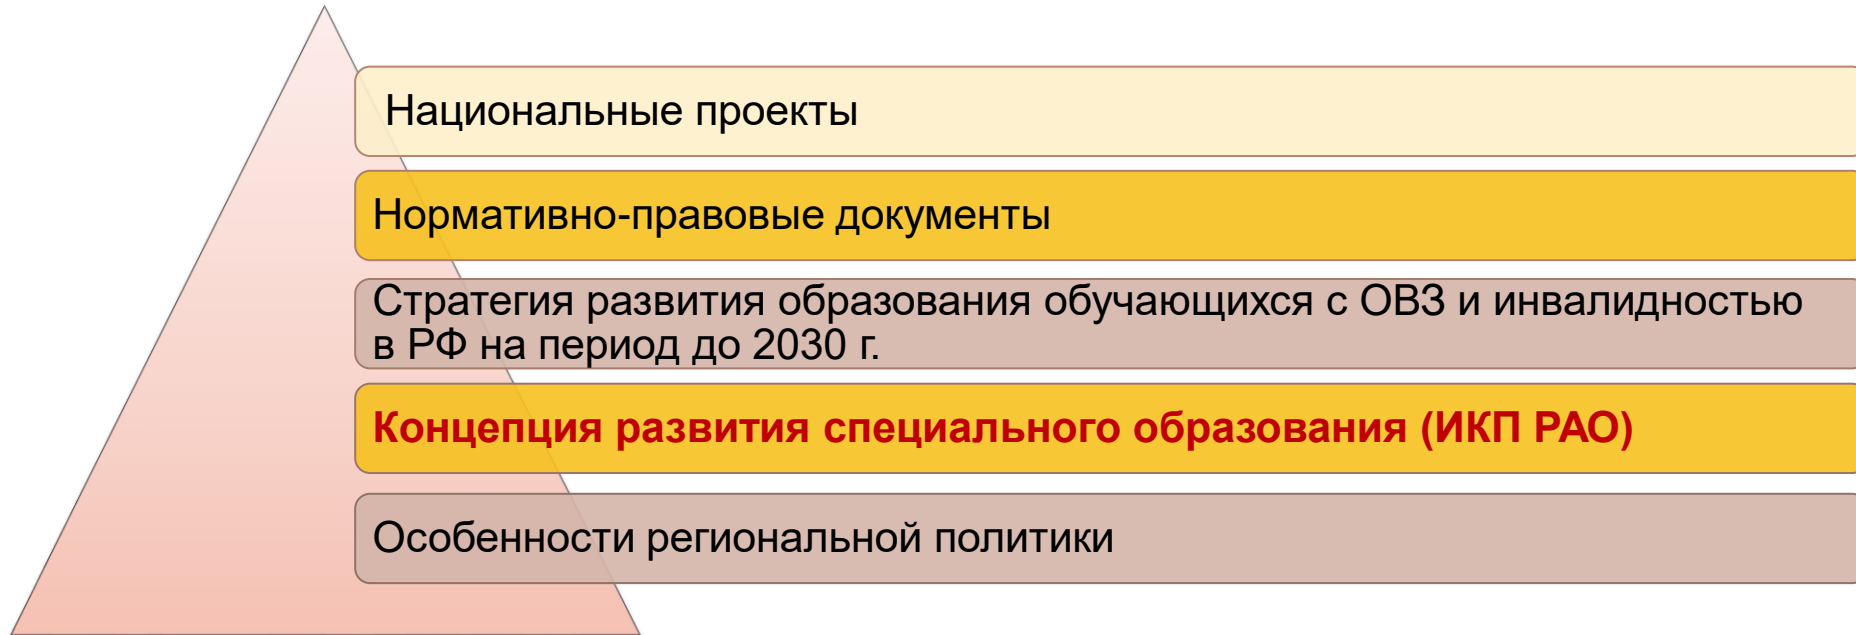 Национальные проекты
Нормативно-правовые документы
Стратегия развития образования обучающихся с ОВЗ и инвалидностью
в РФ на период до 2030 г.
Концепция развития специального образования (ИКП РАО)
Особенности региональной политики